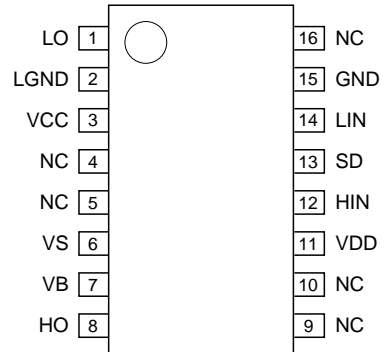 LO 1 16 NC
LGND 2 15 GND
VCC 3 14 LIN
NC 4 13 SD
NC 5 12 HIN
VS 6 11 VDD
VB 7 10 NC
HO 8 9 NC